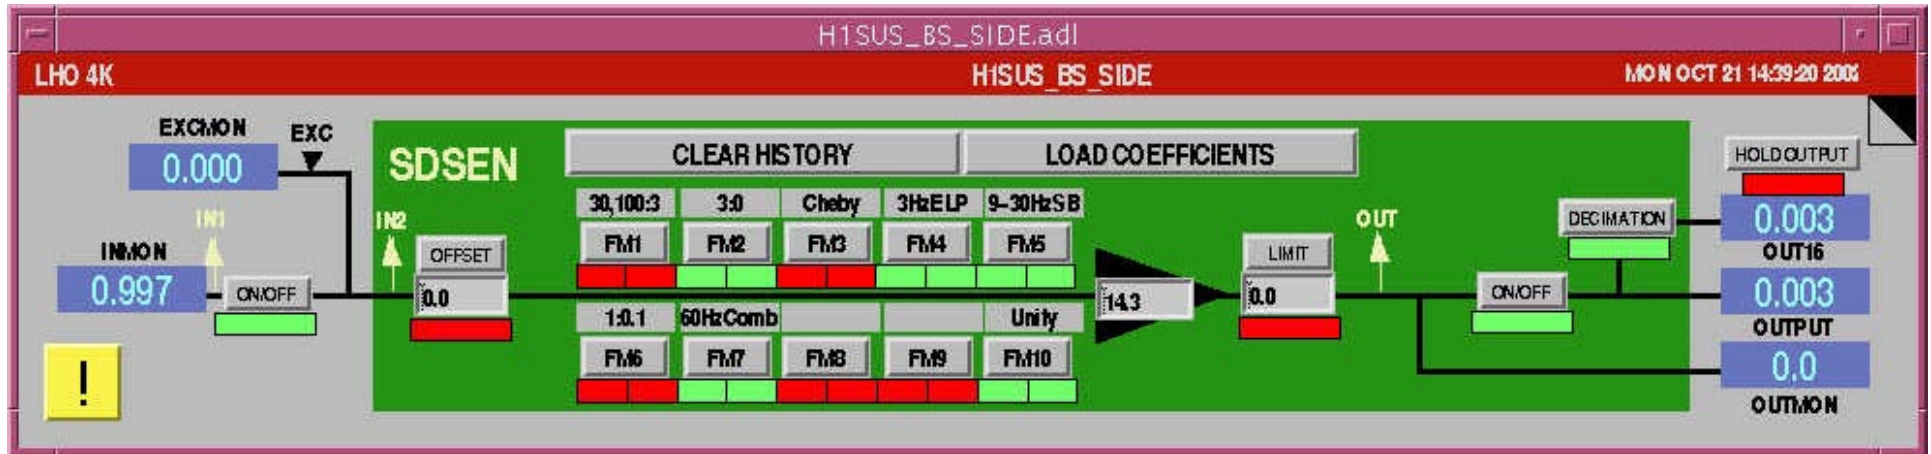 H1SUS_BS_SIDE.adl
LHO 4K H1SUS_BS_SIDE MON OCT 21 14:39:20
EXCMON EXC
0.000
SDSEN
CLEAR HISTORY LOAD COEFFICIENTS
HOLD OUTPUT
30,100:3 3:0 Cheby 3HzELP 9-30HzSB
IN1 IN2
FM1 FM2 FM3 FM4 FM5
OUT
DECIMATION
0.003
OUT16
INMON
0.997
ON/OFF
OFFSET
0.0
14.3
LIMIT
0.0
ON/OFF
0.003
OUTPUT
1:0.1 60HzComb Unity
FM6 FM7 FM8 FM9 FM10
0.0
OUTMON
!